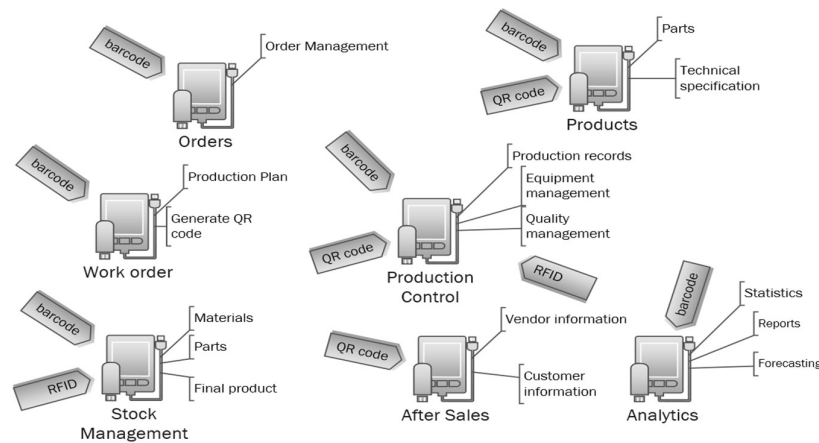 barcode
Order Management
Orders
barcode
QR code
Parts
Technical
specification
Products
barcode
Production Plan
Generate QR
code
Work order
barcode
QR code
RFID
Production records
Equipment
management
Quality
management
Production
Control
barcode
RFID
Materials
Parts
Final product
Stock
Management
QR code
Vendor information
Customer
information
After Sales
barcode
Statistics
Reports
Forecasting
Analytics